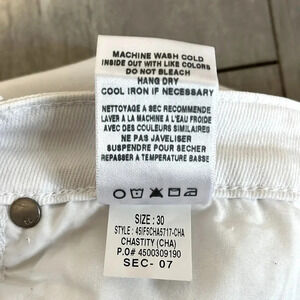 MACHINE WASH COLD
INSIDE OUT WITH LIKE COLORS
DO NOT BLEACH
HANG DRY
COOL IRON IF NECESSARY
NETTOYAGE A SEC RECOMMENDE
LAVER A LA MACHINE A L'EAU FROIDE
AVEC DES COULEURS SIMILAIRES
NE PAS JAVELISER
SUSPENDRE POUR SECHER
REPASSER A TEMPERATURE BASSE
SIZE: 30
STYLE: 4SIF5CHA5717-CHA
CHASTITY (CHA)
P.O# 4500309190
SEC- 07